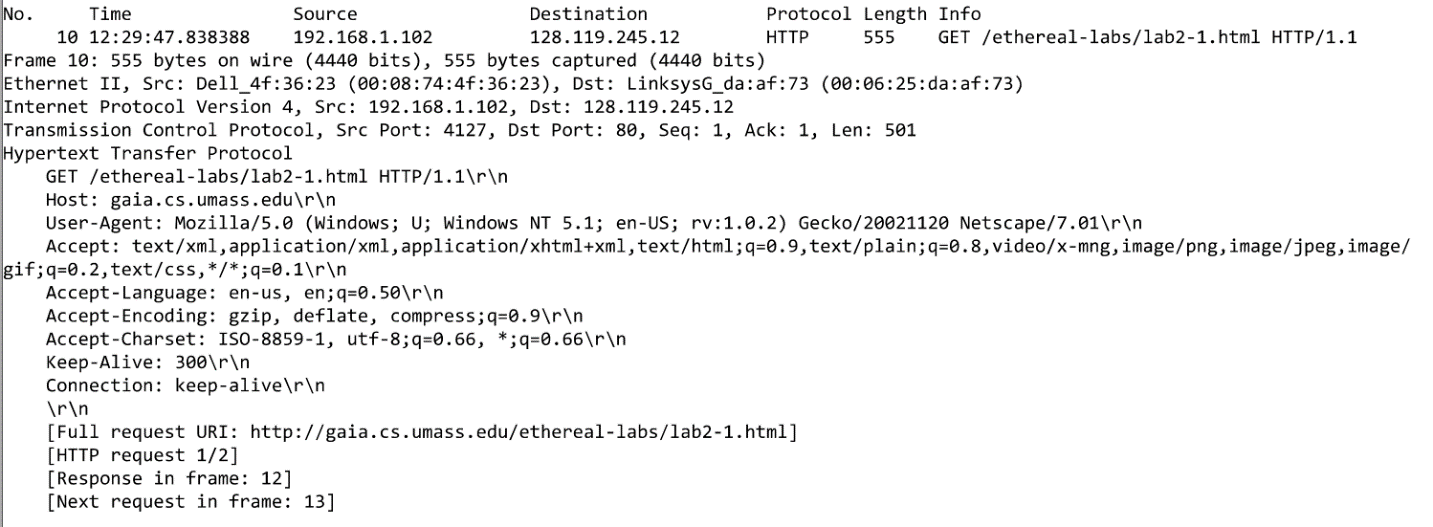 No.     Time               Source                Destination           Protocol Length Info
     10 12:29:47.838388    192.168.1.102         128.119.245.12        HTTP     555    GET /ethereal-labs/lab2-1.html HTTP/1.1
Frame 10: 555 bytes on wire (4440 bits), 555 bytes captured (4440 bits)
Ethernet II, Src: Dell_4f:36:23 (00:08:74:4f:36:23), Dst: LinksysG_da:af:73 (00:06:25:da:af:73)
Internet Protocol Version 4, Src: 192.168.1.102, Dst: 128.119.245.12
Transmission Control Protocol, Src Port: 4127, Dst Port: 80, Seq: 1, Ack: 1, Len: 501
Hypertext Transfer Protocol
    GET /ethereal-labs/lab2-1.html HTTP/1.1\r\n
    Host: gaia.cs.umass.edu\r\n
    User-Agent: Mozilla/5.0 (Windows; U; Windows NT 5.1; en-US; rv:1.0.2) Gecko/20021120 Netscape/7.01\r\n
    Accept: text/xml,application/xml,application/xhtml+xml,text/html;q=0.9,text/plain;q=0.8,video/x-mng,image/png,image/jpeg,image/
gif;q=0.2,text/css,*/*;q=0.1\r\n
    Accept-Language: en-us, en;q=0.50\r\n
    Accept-Encoding: gzip, deflate, compress;q=0.9\r\n
    Accept-Charset: ISO-8859-1, utf-8;q=0.66, *;q=0.66\r\n
    Keep-Alive: 300\r\n
    Connection: keep-alive\r\n
    \r\n
    [Full request URI: http://gaia.cs.umass.edu/ethereal-labs/lab2-1.html]
    [HTTP request 1/2]
    [Response in frame: 12]
    [Next request in frame: 13]